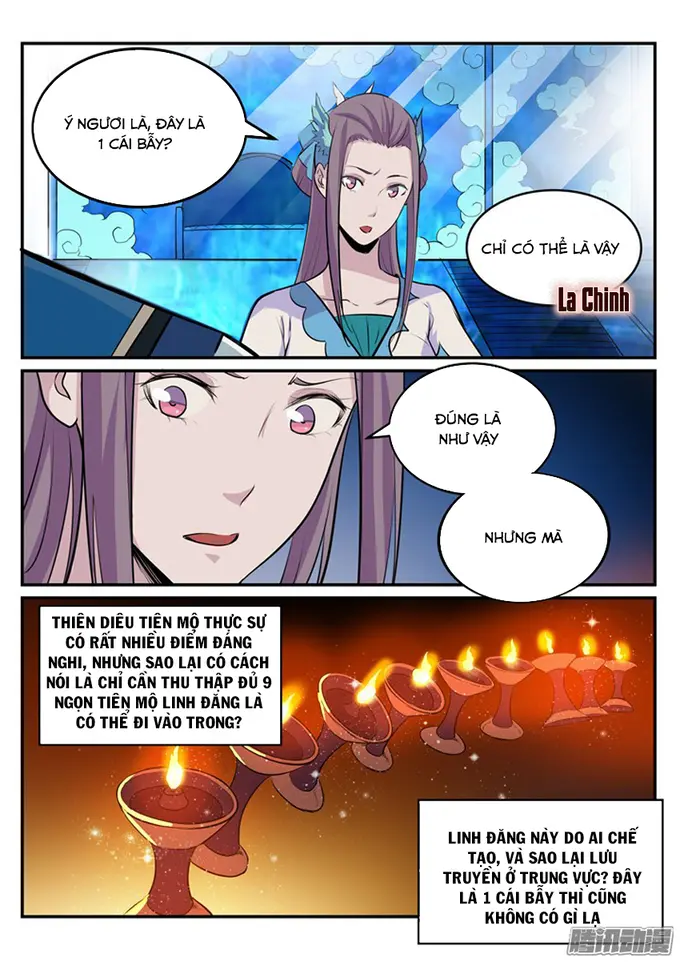 Ý NGƯƠI LÀ, ĐÂY LÀ
1 CÁI BẪY?
CHỈ CÓ THỂ LÀ VẬY
La Chinh
ĐÚNG LÀ
NHƯ VẬY
NHƯNG MÀ
THIÊN DIÊU TIÊN MỘ THỰC SỰ
CÓ RẤT NHIỀU ĐIỂM ĐÁNG
NGHI, NHƯNG SAO LẠI CÓ CÁCH
NÓI LÀ CHỈ CẦN THU THẬP ĐỦ 9
NGỌN TIÊN MỘ LINH ĐĂNG LÀ
CÓ THỂ ĐI VÀO TRONG?
LINH ĐĂNG NÀY DO AI CHẾ
TẠO, VÀ SAO LẠI LƯU
TRUYỀN Ở TRUNG VỰC? ĐÂY
LÀ 1 CÁI BẪY THÌ CŨNG
KHÔNG CÓ GÌ LẠ
腾讯动漫